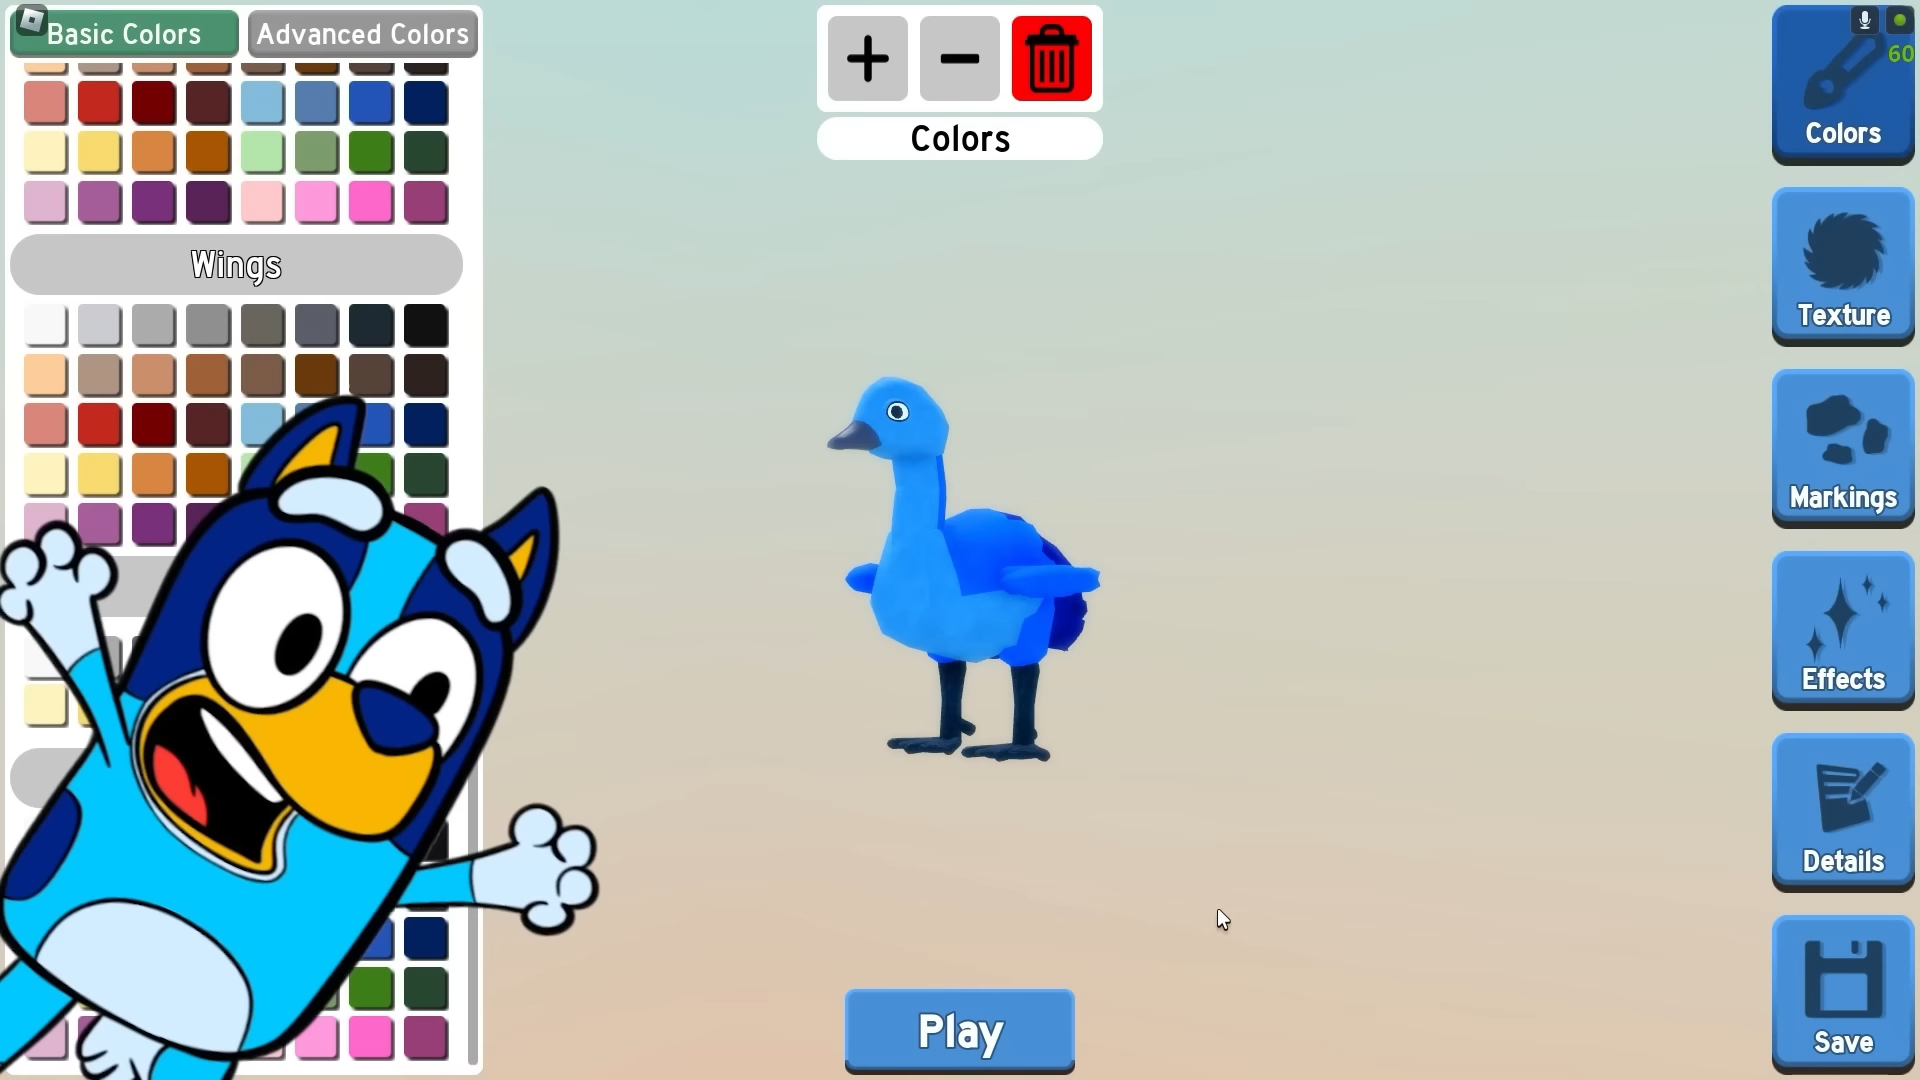 Basic Colors
Advanced Colors
Wings
Colors
60
Colors
Texture
Markings
Effects
Details
Save
Play